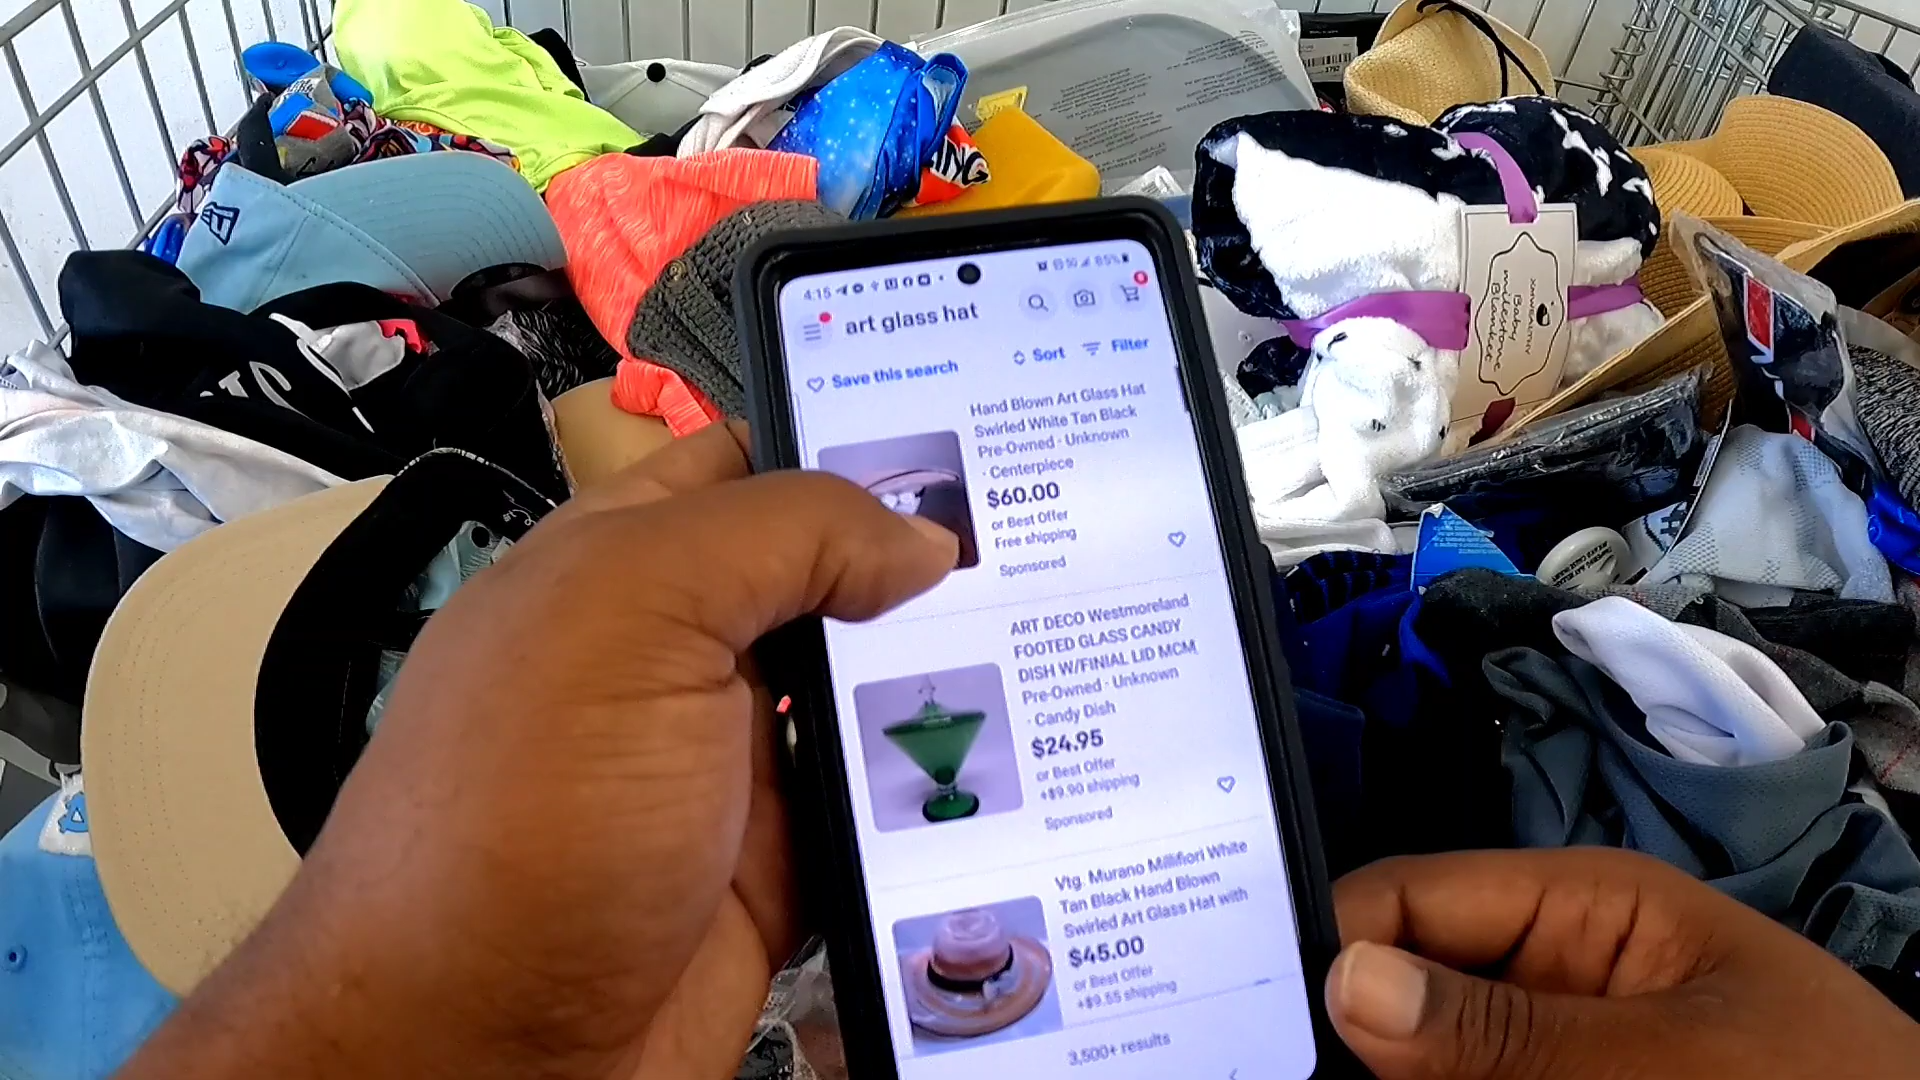 4:15
85%
art glass hat
Save this search
Sort
Filter
Hand Blown Art Glass Hat
Swirled White Tan Black
Pre-Owned · Unknown
· Centerpiece
$60.00
or Best Offer
Free shipping
Sponsored
ART DECO Westmoreland
FOOTED GLASS CANDY
DISH W/FINIAL LID MCM
Pre-Owned · Unknown
· Candy Dish
$24.95
or Best Offer
+$9.90 shipping
Sponsored
Vtg. Murano Millifiori White
Tan Black Hand Blown
Swirled Art Glass Hat with
$45.00
or Best Offer
+$9.55 shipping
3,500+ results
Baby
Milestone
Blanket